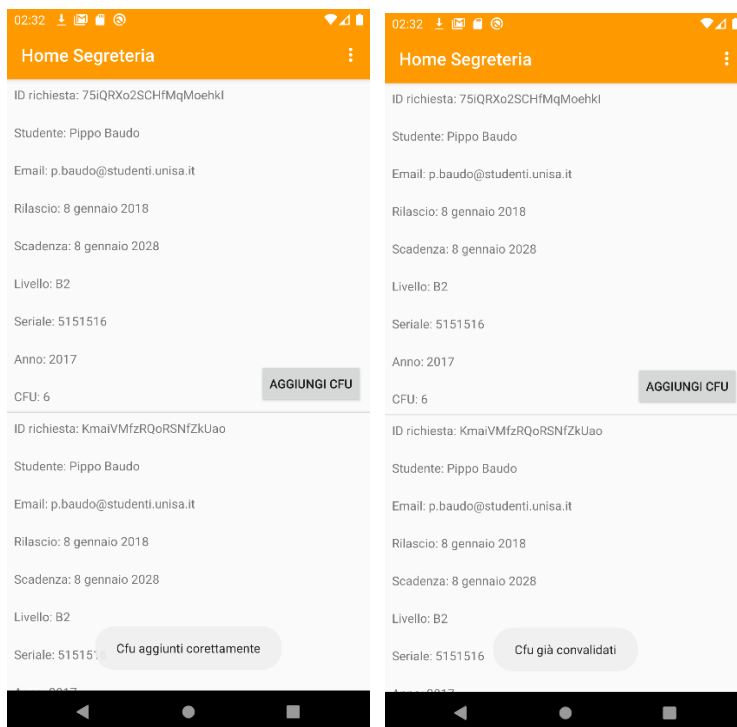 02:32
Home Segreteria
ID richiesta: 75iQRXo2SCHfMqMoehkI
Studente: Pippo Baudo
Email: p.baudo@studenti.unisa.it
Rilascio: 8 gennaio 2018
Scadenza: 8 gennaio 2028
Livello: B2
Seriale: 5151516
Anno: 2017
AGGIUNGI CFU
CFU: 6
ID richiesta: KmaiVMfzRQoRSNfZkUao
Studente: Pippo Baudo
Email: p.baudo@studenti.unisa.it
Rilascio: 8 gennaio 2018
Scadenza: 8 gennaio 2028
Livello: B2
Seriale: 5151516
Cfu aggiunti corettamente
02:32
Home Segreteria
ID richiesta: 75iQRXo2SCHfMqMoehkI
Studente: Pippo Baudo
Email: p.baudo@studenti.unisa.it
Rilascio: 8 gennaio 2018
Scadenza: 8 gennaio 2028
Livello: B2
Seriale: 5151516
Anno: 2017
AGGIUNGI CFU
CFU: 6
ID richiesta: KmaiVMfzRQoRSNfZkUao
Studente: Pippo Baudo
Email: p.baudo@studenti.unisa.it
Rilascio: 8 gennaio 2018
Scadenza: 8 gennaio 2028
Livello: B2
Seriale: 5151516
Cfu già convalidati